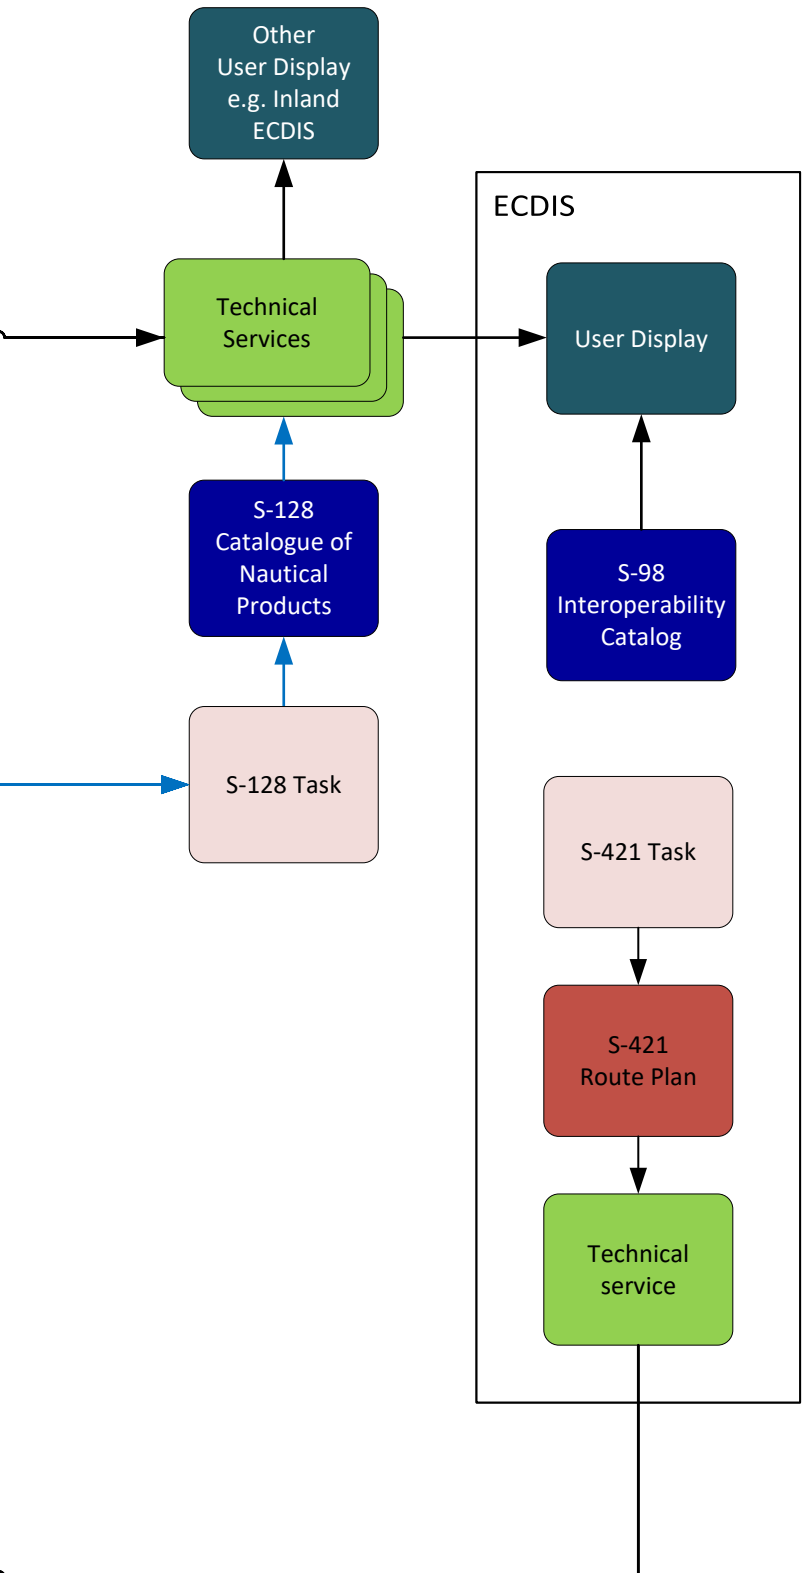 Other
User Display
e.g. Inland
ECDIS
ECDIS
Technical
Services
User Display
S-128
Catalogue of
Nautical
Products
S-98
Interoperability
Catalog
S-128 Task
S-421 Task
S-421
Route Plan
Technical
service